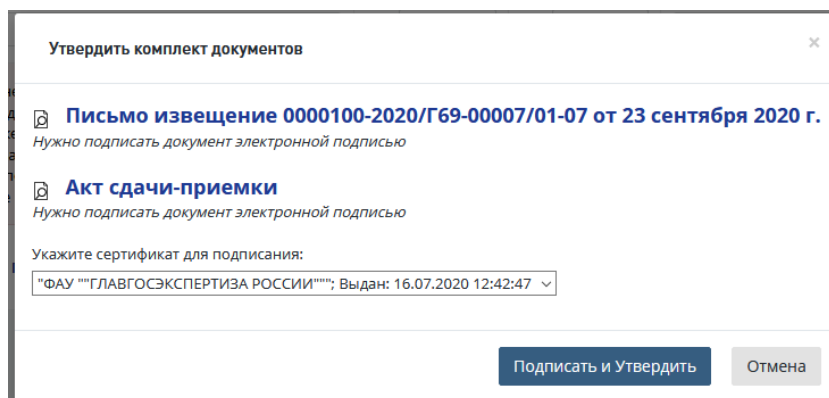 Утвердить комплект документов
×
Письмо извещение 0000100-2020/Г69-00007/01-07 от 23 сентября 2020 г.
Нужно подписать документ электронной подписью
Акт сдачи-приемки
Нужно подписать документ электронной подписью
Укажите сертификат для подписания:
"ФАУ ""ГЛАВГОСЭКСПЕРТИЗА РОССИИ"""; Выдан: 16.07.2020 12:42:47
Подписать и Утвердить
Отмена